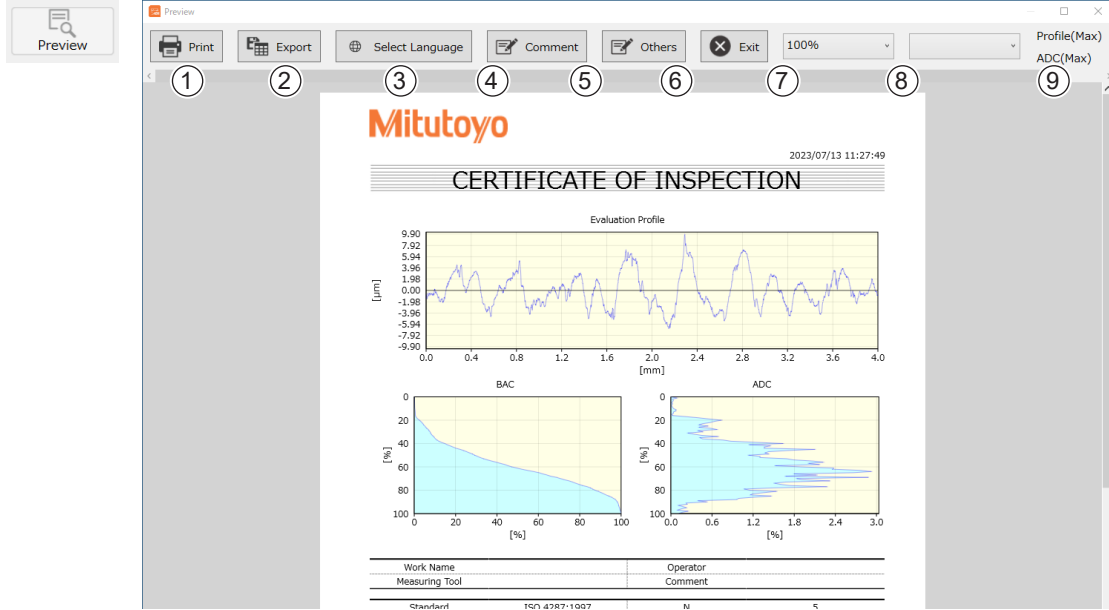 Preview
Preview
Print Export Select Language Comment Others Exit 100% Profile(Max)
ADC(Max)
1 2 3 4 5 6 7 8 9
Mitutoyo
2023/07/13 11:27:49
CERTIFICATE OF INSPECTION
Evaluation Profile
9.90
7.92
5.94
3.96
1.98
0.00
-1.98
-3.96
-5.94
-7.92
-9.90
[µm]
0.0 0.4 0.8 1.2 1.6 2.0 2.4 2.8 3.2 3.6 4.0
[mm]
BAC
0
20
40
60
80
100
[%]
0 20 40 60 80 100
[%]
ADC
0
20
40
60
80
100
[%]
0.0 0.6 1.2 1.8 2.4 3.0
[%]
Work Name Operator
Measuring Tool Comment
Standard ISO 4287:1997 N 5